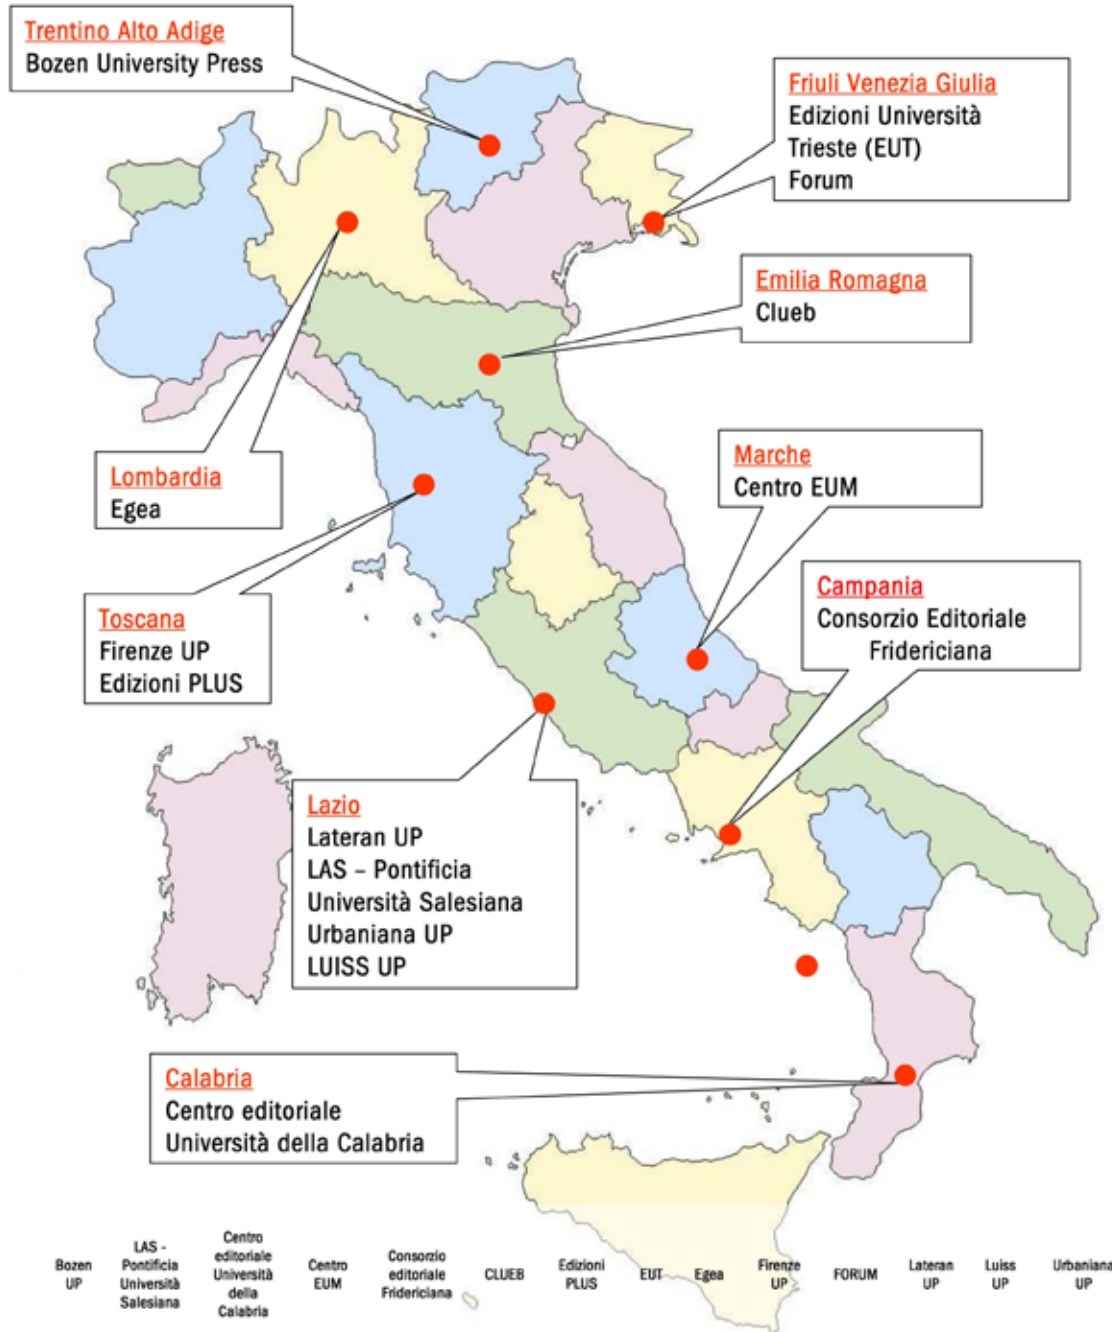 Trentino Alto Adige
Bozen University Press
Friuli Venezia Giulia
Edizioni Università
Trieste (EUT)
Forum
Emilia Romagna
Clueb
Lombardia
Egea
Marche
Centro EUM
Toscana
Firenze UP
Edizioni PLUS
Campania
Consorzio Editoriale
Fridericiana
Lazio
Lateran UP
LAS – Pontificia
Università Salesiana
Urbaniana UP
LUISS UP
Calabria
Centro editoriale
Università della Calabria
Bozen
UP
LAS -
Pontificia
Università
Salesiana
Centro
editoriale
Università
della
Calabria
Centro
EUM
Consorzio
editoriale
Fridericiana
CLUEB
Edizioni
PLUS
EUT
Egea
Firenze
UP
FORUM
Lateran
UP
Luiss
UP
Urbaniana
UP